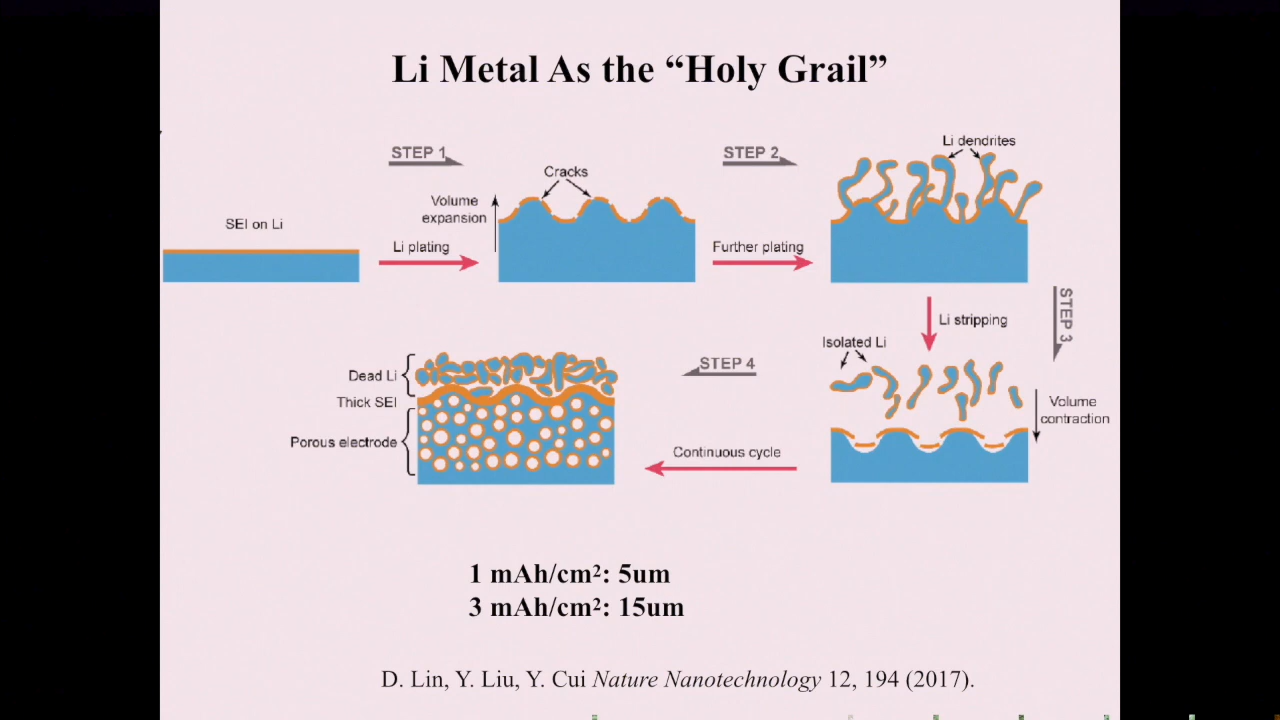 Li Metal As the “Holy Grail”
STEP 1
STEP 2
Li dendrites
Cracks
Volume
expansion
SEI on Li
Li plating
Further plating
STEP 3
Li stripping
Isolated Li
Volume
contraction
STEP 4
Dead Li
Thick SEI
Porous electrode
Continuous cycle
1 mAh/cm²: 5um
3 mAh/cm²: 15um
D. Lin, Y. Liu, Y. Cui Nature Nanotechnology 12, 194 (2017).